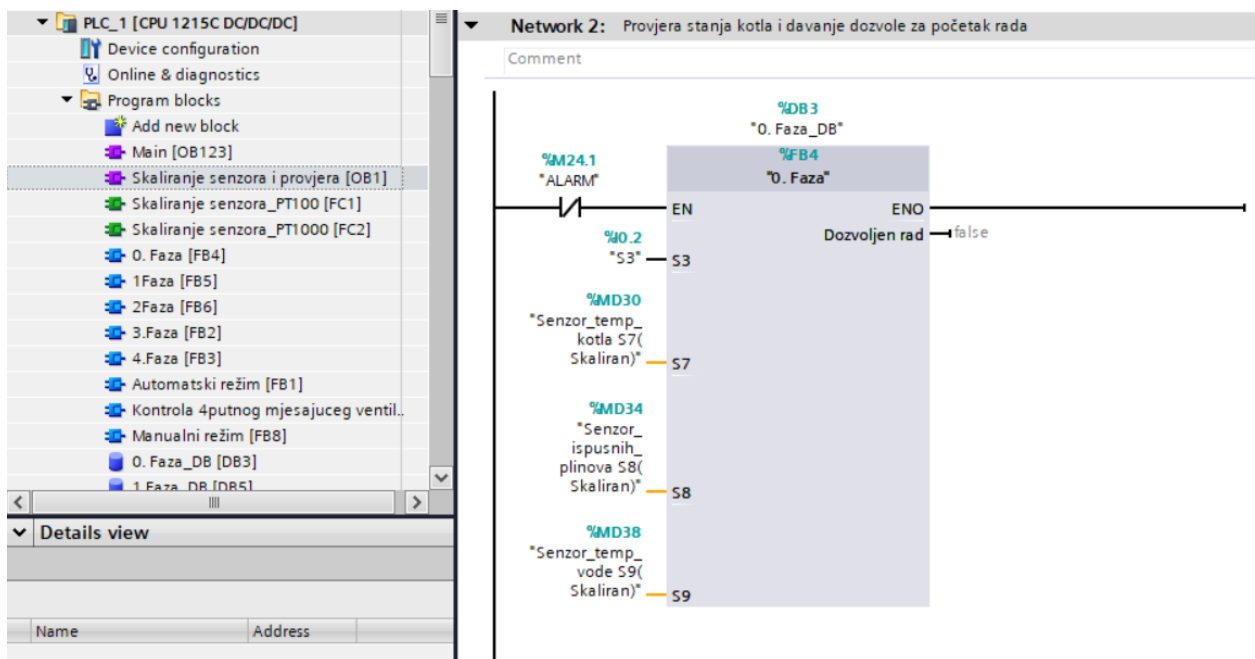 PLC_1 [CPU 1215C DC/DC/DC]
Device configuration
Online & diagnostics
Program blocks
Add new block
Main [OB123]
Skaliranje senzora i provjera [OB1]
Skaliranje senzora_PT100 [FC1]
Skaliranje senzora_PT1000 [FC2]
0. Faza [FB4]
1Faza [FB5]
2Faza [FB6]
3.Faza [FB2]
4.Faza [FB3]
Automatski režim [FB1]
Kontrola 4putnog mjesajuceg ventil..
Manualni režim [FB8]
0. Faza_DB [DB3]
1.Faza_DB [DB5]
Details view
Name Address
Network 2: Provjera stanja kotla i davanje dozvole za početak rada
Comment
%DB3
"0. Faza_DB"
%M24.1
"ALARM"
%FB4
"0. Faza"
EN ENO
Dozvoljen rad false
%I0.2
"S3" S3
%MD30
"Senzor_temp_
kotla S7(
Skaliran)" S7
%MD34
"Senzor_
ispusnih_
plinova S8(
Skaliran)" S8
%MD38
"Senzor_temp_
vode S9(
Skaliran)" S9